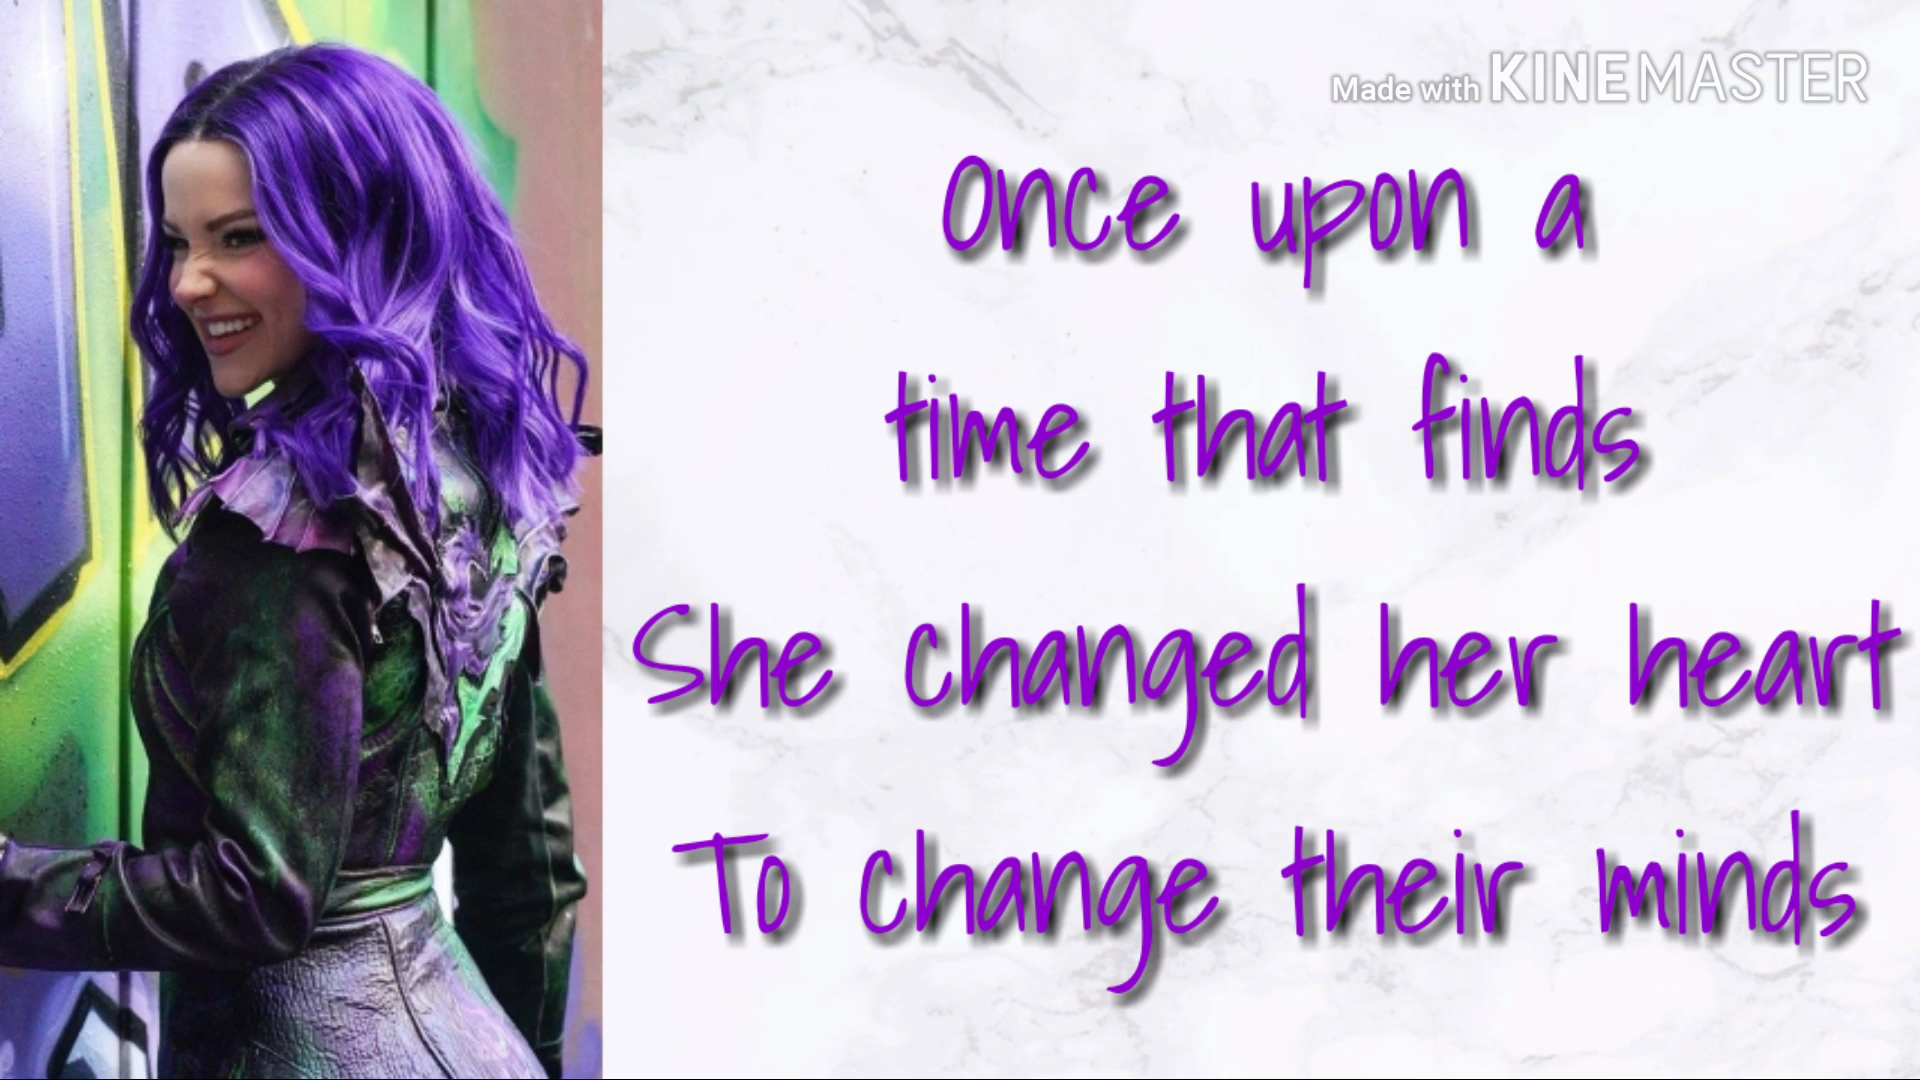 Made with KINEMASTER
Once upon a
time that finds
She changed her heart
To change their minds